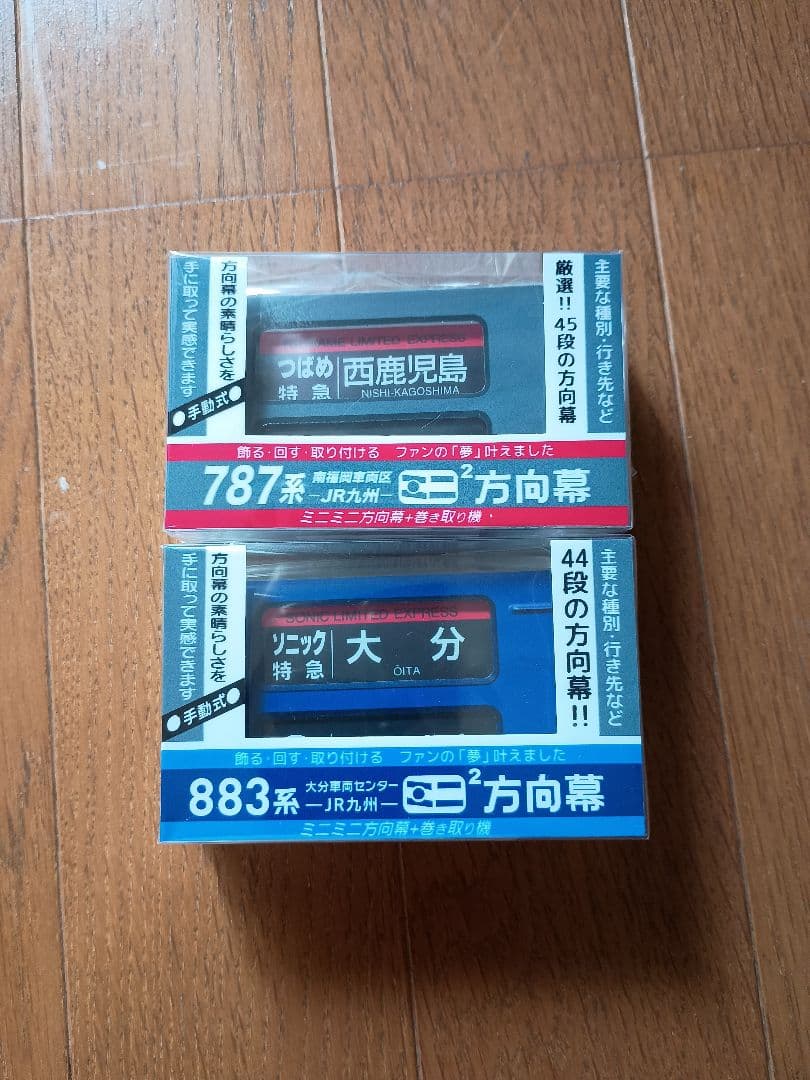 方向幕の素晴らしさを
手に取って実感できます
●手動式●
厳選!! 45段の方向幕
主要な種別・行き先など
AME LIMITED EXPRESS
つばめ
特急
西鹿児島
NISHI-KAGOSHIMA
飾る・回す・取り付ける ファンの「夢」叶えました
787系
南福岡車両区
—JR九州—
2方向幕
ミニミニ方向幕+巻き取り機
方向幕の素晴らしさを
手に取って実感できます
●手動式●
44段の方向幕!!
主要な種別・行き先など
SONIC LIMITED EXPRESS
ソニック
特急
大分
ŌITA
飾る・回す・取り付ける ファンの「夢」叶えました
883系
大分車両センター
—JR九州—
2方向幕
ミニミニ方向幕+巻き取り機